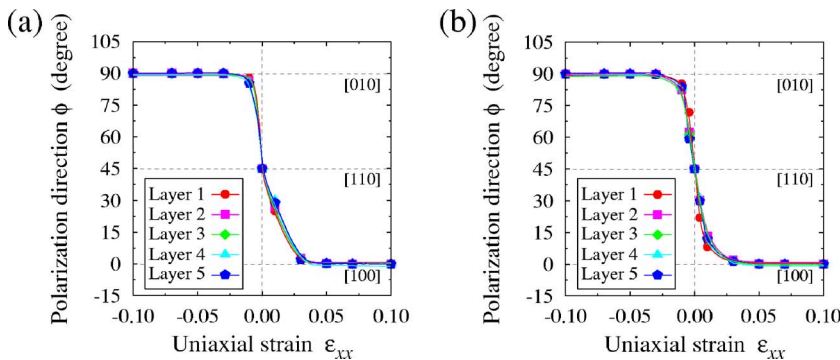 (a)
Polarization direction ϕ (degree)
105
90
75
60
45
30
15
0
-15
[010]
[110]
[100]
Layer 1
Layer 2
Layer 3
Layer 4
Layer 5
-0.10
-0.05
0.00
0.05
0.10
Uniaxial strain εxx
(b)
Polarization direction ϕ (degree)
105
90
75
60
45
30
15
0
-15
[010]
[110]
[100]
Layer 1
Layer 2
Layer 3
Layer 4
Layer 5
-0.10
-0.05
0.00
0.05
0.10
Uniaxial strain εxx